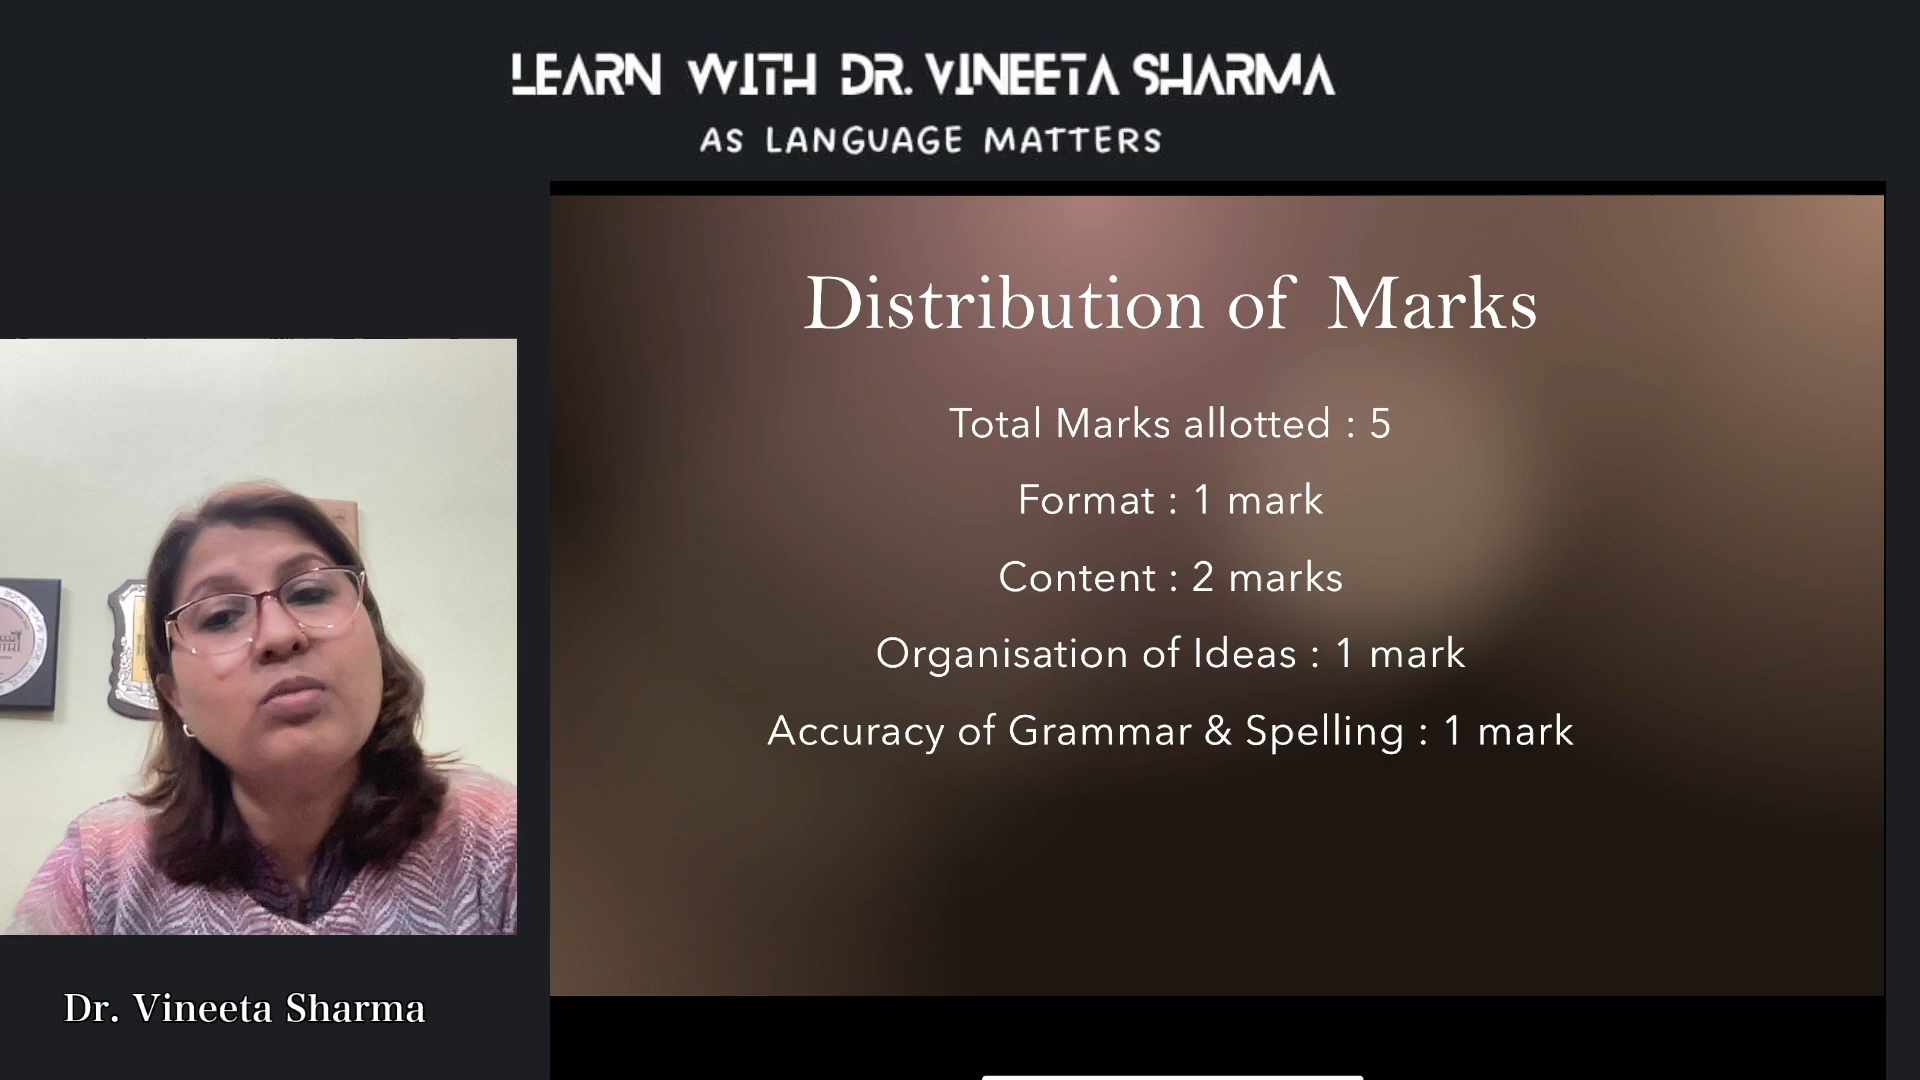 LEARN WITH DR. VINEETA SHARMA
AS LANGUAGE MATTERS
Distribution of Marks
Total Marks allotted : 5
Format : 1 mark
Content : 2 marks
Organisation of Ideas : 1 mark
Accuracy of Grammar & Spelling : 1 mark
Dr. Vineeta Sharma